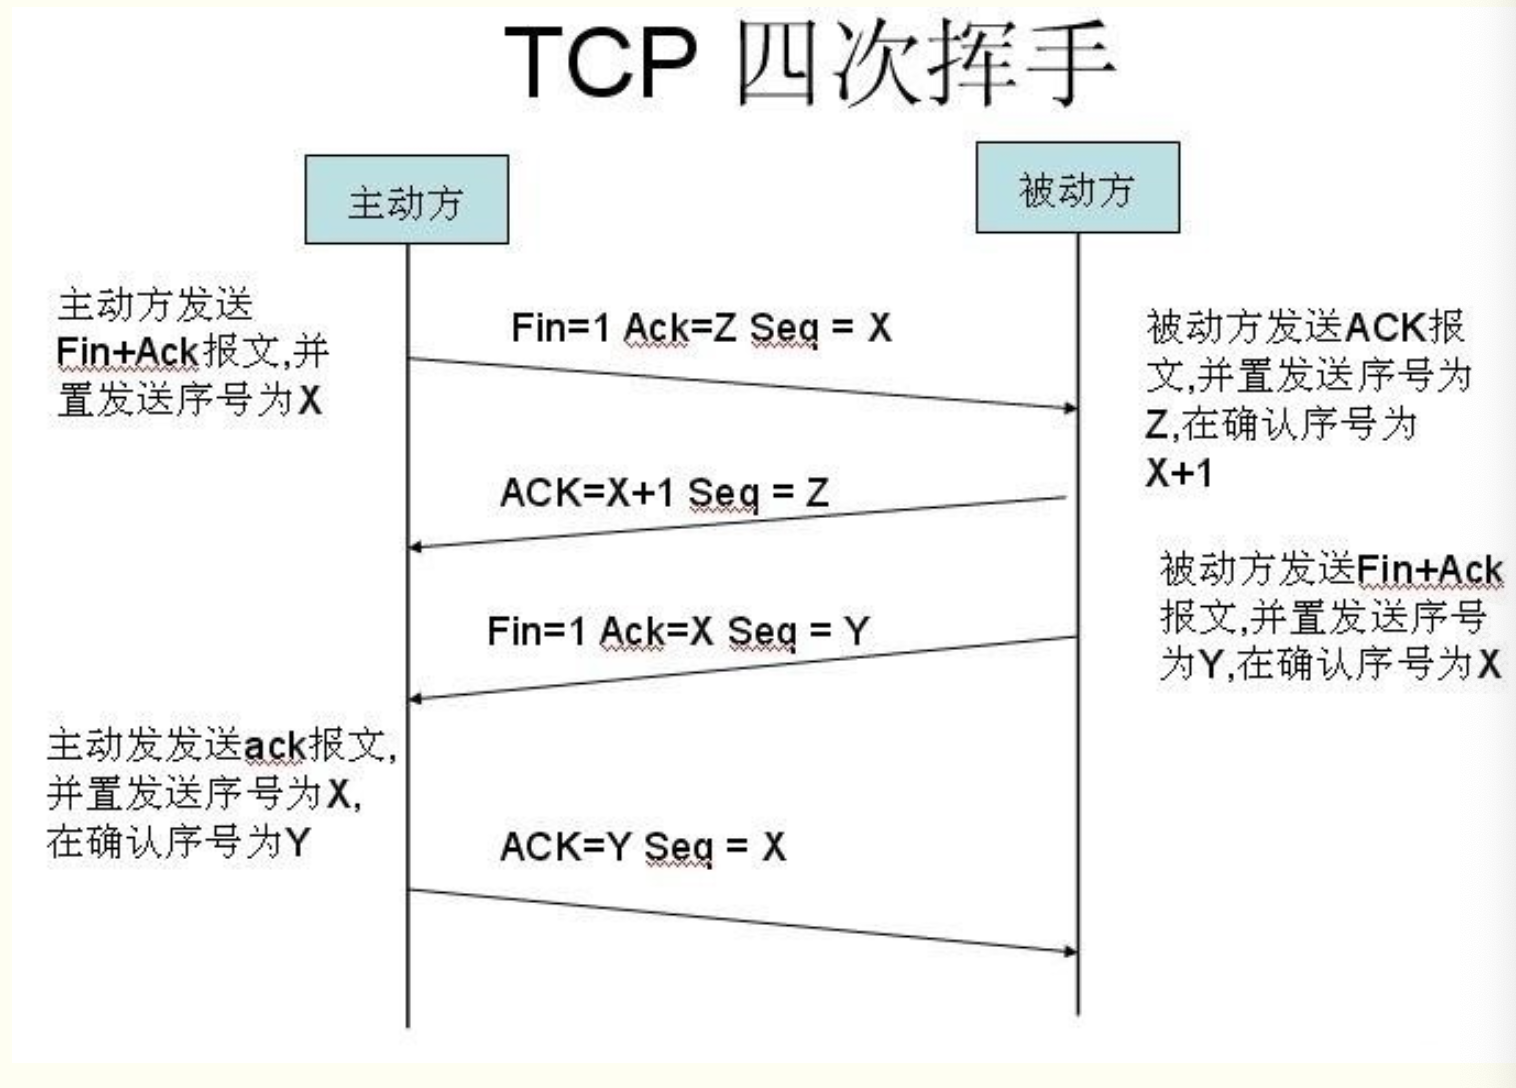 TCP 四次挥手
主动方
被动方
主动方发送
Fin+Ack报文,并
置发送序号为X
Fin=1 Ack=Z Seq = X
被动方发送ACK报
文,并置发送序号为
Z,在确认序号为
X+1
ACK=X+1 Seq = Z
被动方发送Fin+Ack
报文,并置发送序号
为Y,在确认序号为X
Fin=1 Ack=X Seq = Y
主动发发送ack报文,
并置发送序号为X,
在确认序号为Y
ACK=Y Seq = X